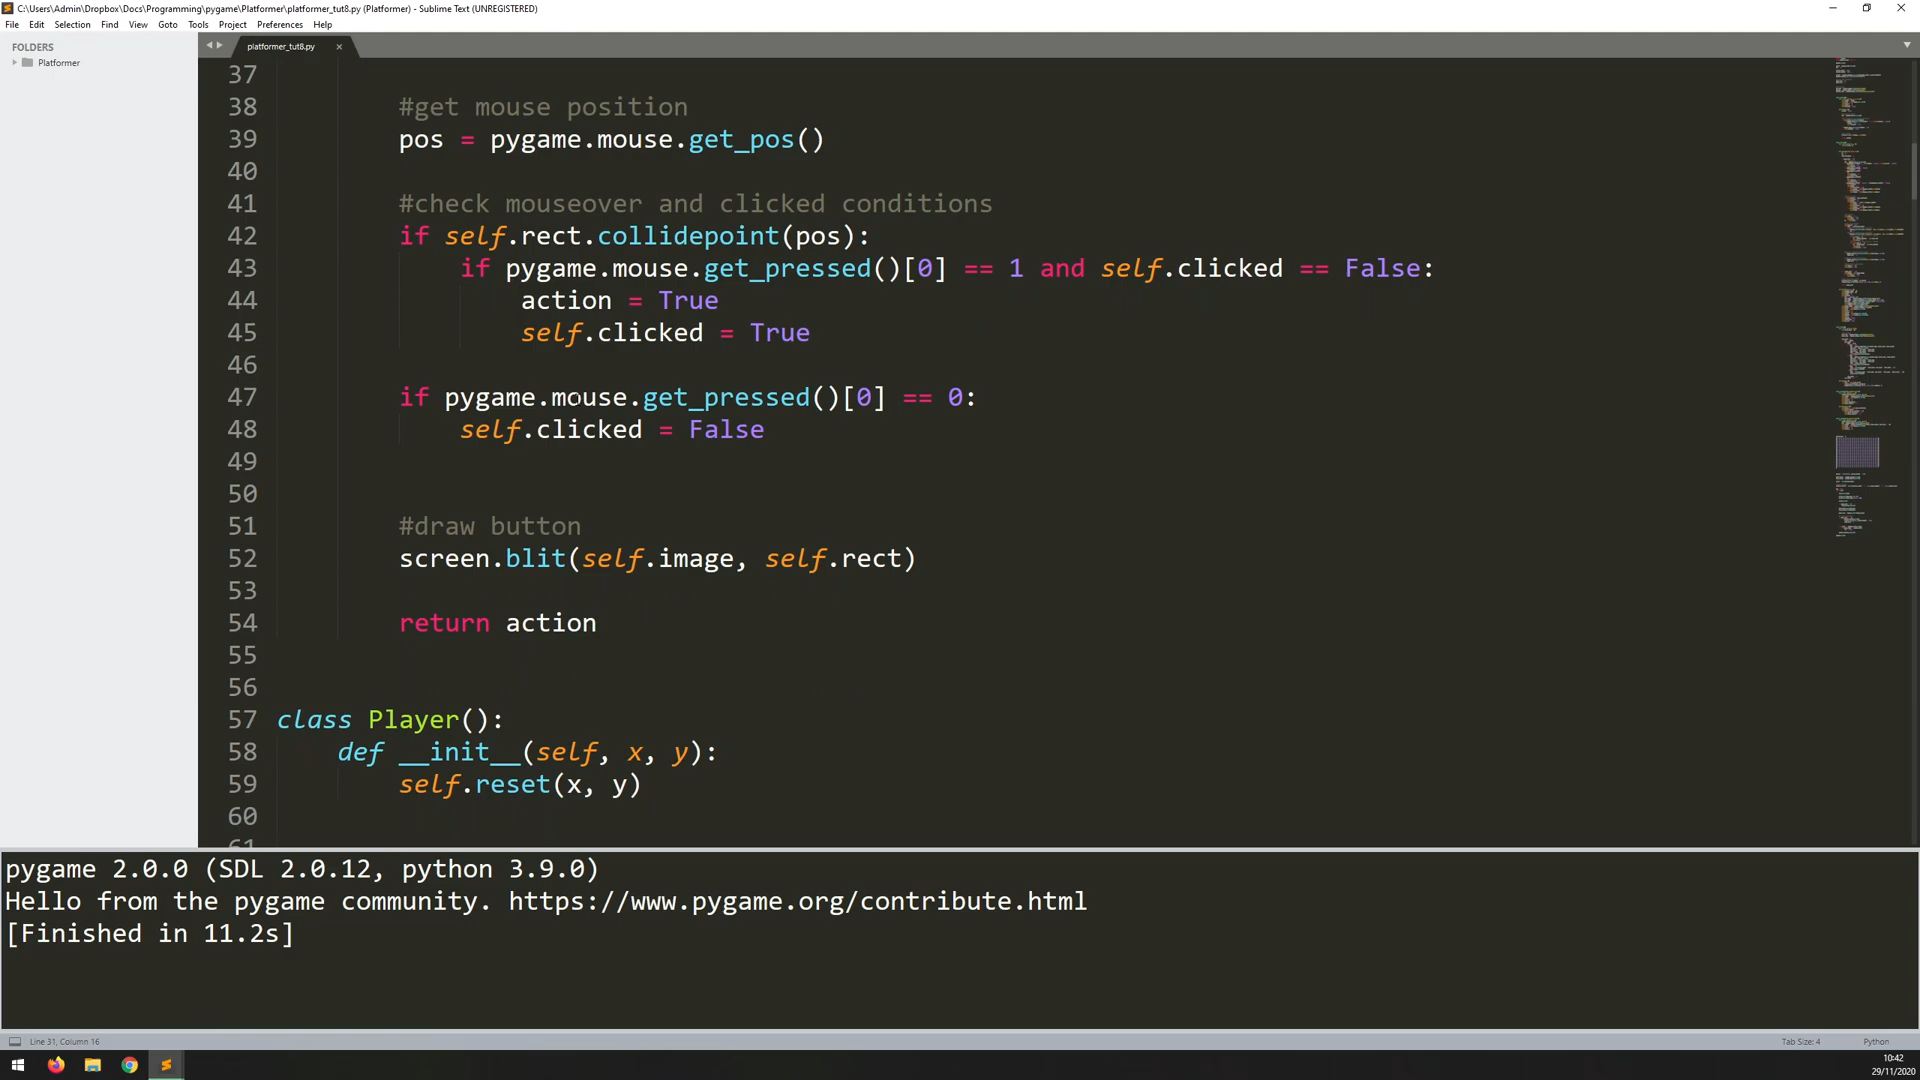 C:\Users\Admin\Dropbox\Docs\Programming\pygame\Platformer\platformer_tut8.py (Platformer) - Sublime Text (UNREGISTERED)
File Edit Selection Find View Goto Tools Project Preferences Help
FOLDERS
Platformer
platformer_tut8.py
37
38 #get mouse position
39 pos = pygame.mouse.get_pos()
40
41 #check mouseover and clicked conditions
42 if self.rect.collidepoint(pos):
43 if pygame.mouse.get_pressed()[0] == 1 and self.clicked == False:
44 action = True
45 self.clicked = True
46
47 if pygame.mouse.get_pressed()[0] == 0:
48 self.clicked = False
49
50
51 #draw button
52 screen.blit(self.image, self.rect)
53
54 return action
55
56
57 class Player():
58 def __init__(self, x, y):
59 self.reset(x, y)
60
61
pygame 2.0.0 (SDL 2.0.12, python 3.9.0)
Hello from the pygame community. https://www.pygame.org/contribute.html
[Finished in 11.2s]
Line 31, Column 16
Tab Size: 4
Python
10:42
29/11/2020